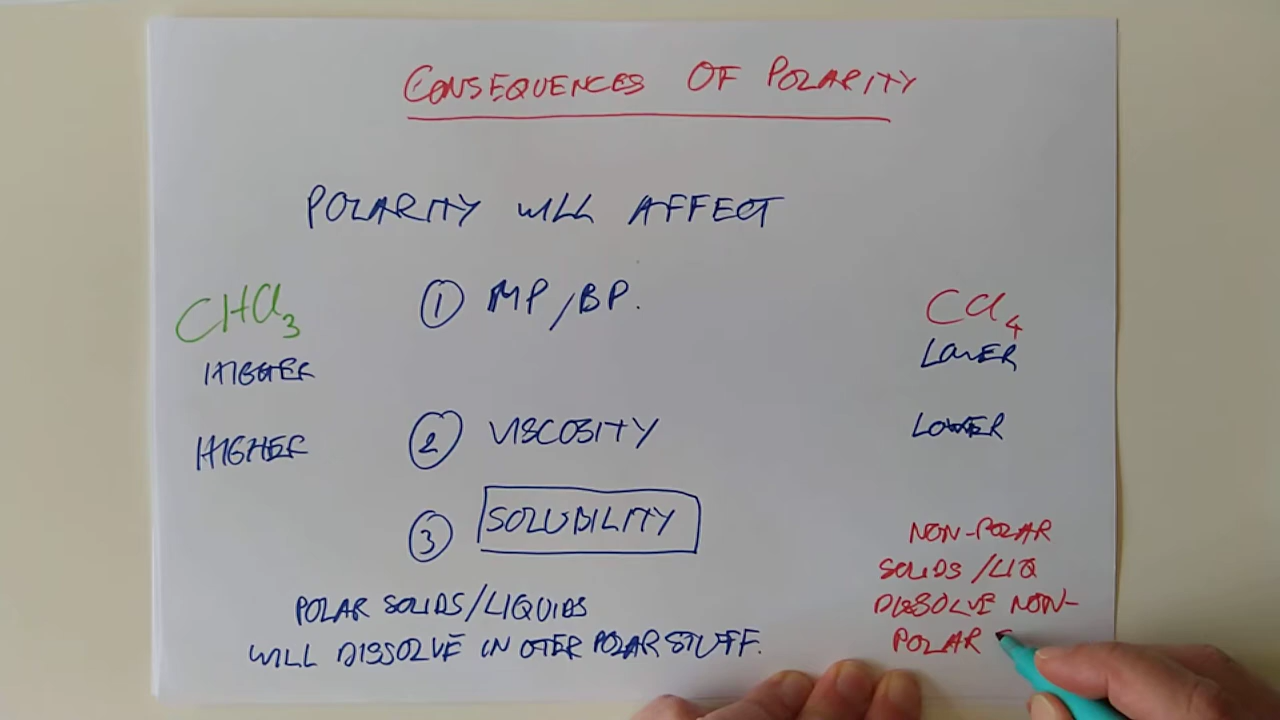 CONSEQUENCES OF POLARITY
POLARITY WILL AFFECT
CHCl3
① MP/BP.
CCl4
HIGHER
LOWER
HIGHER
② VISCOSITY
LOWER
③ SOLUBILITY
POLAR SOLIDS/LIQUIDS
WILL DISSOLVE IN OTER POLAR STUFF.
NON-POLAR
SOLIDS/LIQ
DISSOLVE NON-
POLAR